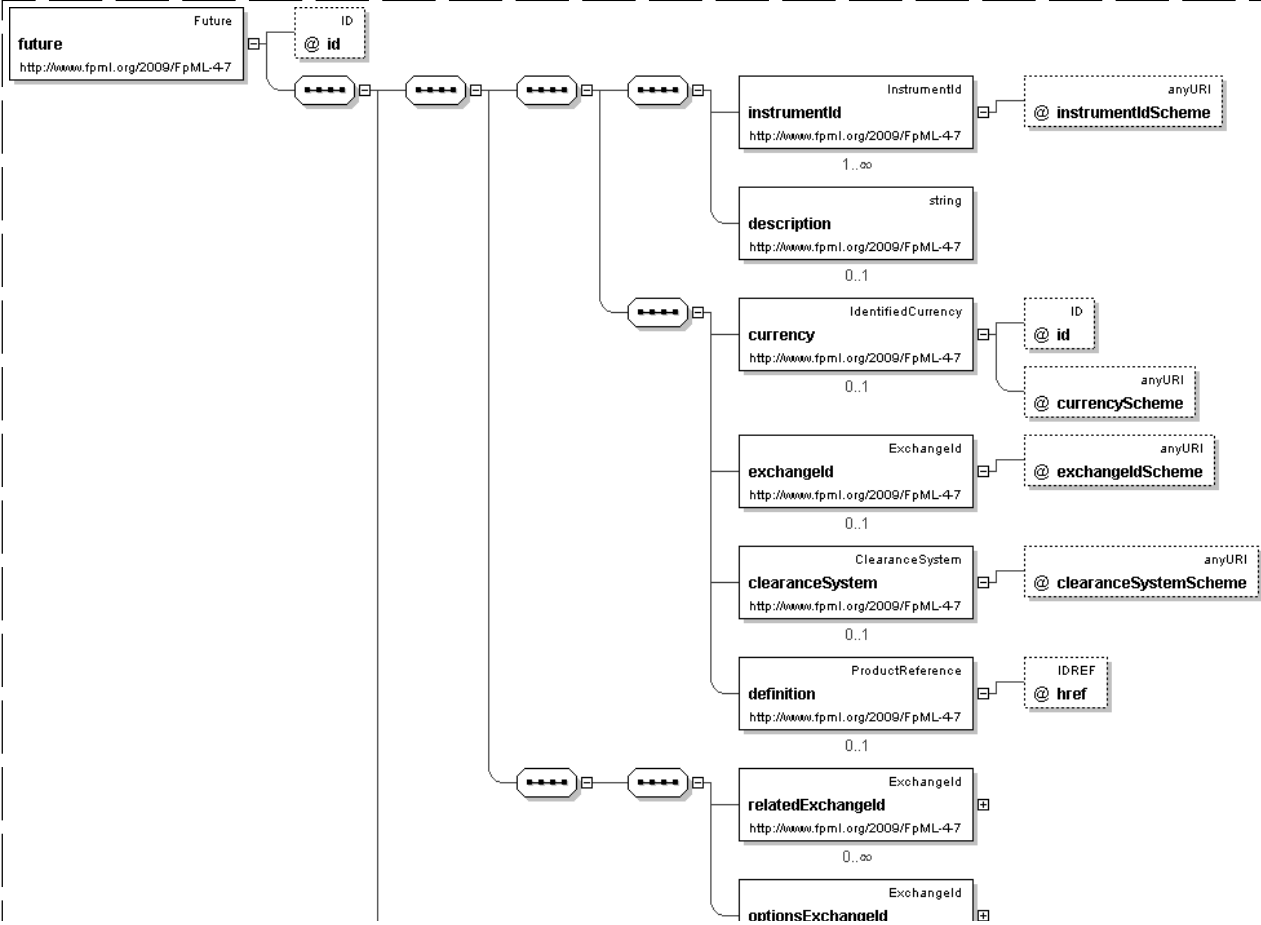 Future
future
http://www.fpml.org/2009/FpML-4-7
ID
@ id
InstrumentId
instrumentId
http://www.fpml.org/2009/FpML-4-7
1..∞
anyURI
@ instrumentIdScheme
string
description
http://www.fpml.org/2009/FpML-4-7
0..1
IdentifiedCurrency
currency
http://www.fpml.org/2009/FpML-4-7
0..1
ID
@ id
anyURI
@ currencyScheme
ExchangeId
exchangeId
http://www.fpml.org/2009/FpML-4-7
0..1
anyURI
@ exchangeIdScheme
ClearanceSystem
clearanceSystem
http://www.fpml.org/2009/FpML-4-7
0..1
anyURI
@ clearanceSystemScheme
ProductReference
definition
http://www.fpml.org/2009/FpML-4-7
0..1
IDREF
@ href
ExchangeId
relatedExchangeId
http://www.fpml.org/2009/FpML-4-7
0..∞
ExchangeId
optionsExchangeId